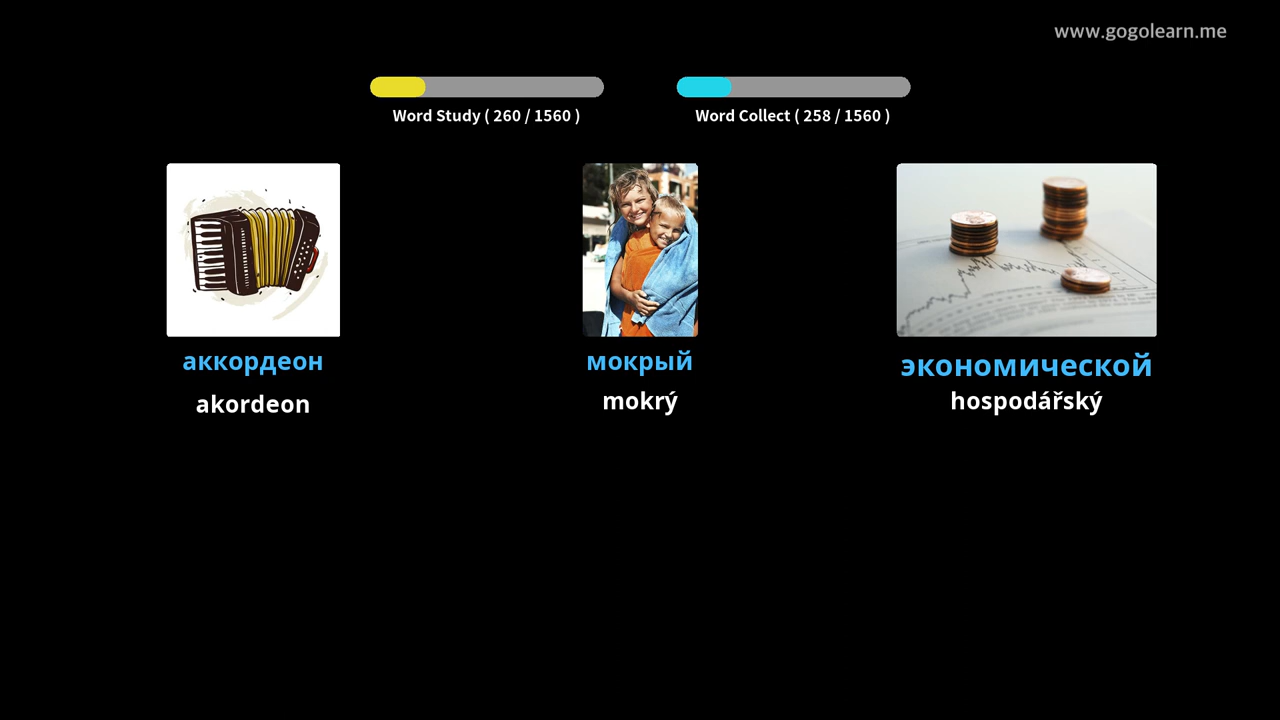 www.gogolearn.me
Word Study ( 260 / 1560 )
Word Collect ( 258 / 1560 )
аккордеон
мокрый
экономической
akordeon
mokrý
hospodářský